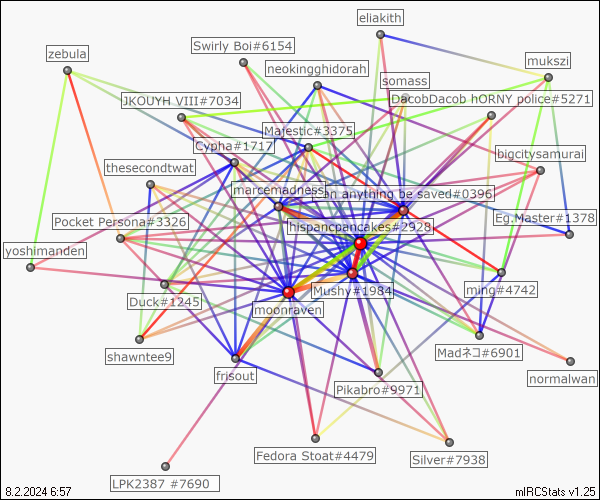 eliakith
Swirly Boi#6154
zebula
mukszi
neokingghidorah
somass
JKOUYH VIII#7034
DacobDacob
hORNY police#5271
Majestic#3375
Cypha#1717
bigcitysamurai
thesecondtwat
marcemadness
an anything be saved#0396
Pocket Persona#3326
Eg.Master#1378
hispancpancakes#2928
yoshimanden
Mushy#1984
ming#4742
Duck#1245
moonraven
shawntee9
Madネコ#6901
frisout
normalwan
Pikabro#9971
Fedora Stoat#4479
Silver#7938
LPK2387 #7690
8.2.2024 6:57
mIRCStats v1.25